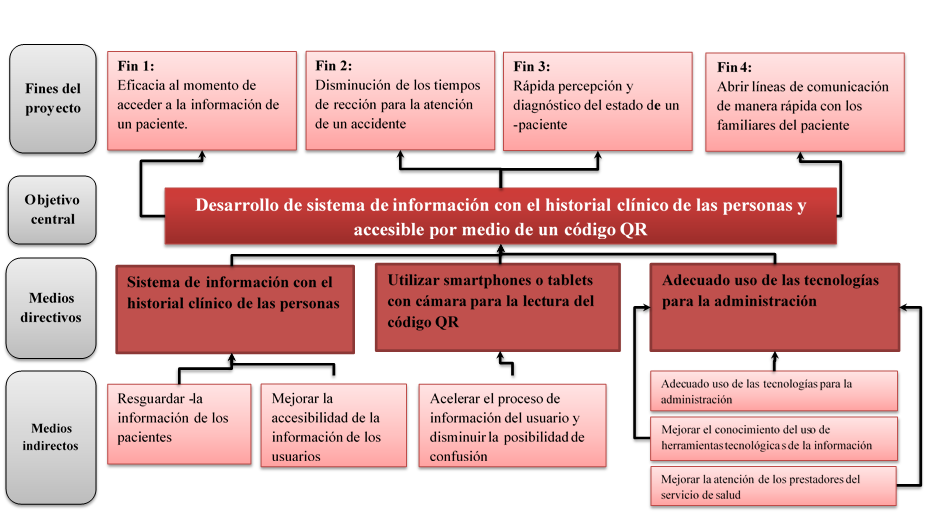 Fines del
proyecto
Fin 1:
Eficacia al momento de
acceder a la información de
un paciente.
Fin 2:
Disminución de los tiempos
de rección para la atención
de un accidente
Fin 3:
Rápida percepción y
diagnóstico del estado de un
-paciente
Fin 4:
Abrir líneas de comunicación
de manera rápida con los
familiares del paciente
Objetivo
central
Desarrollo de sistema de información con el historial clínico de las personas y
accesible por medio de un código QR
Medios
directivos
Sistema de información con el
historial clínico de las personas
Utilizar smartphones o tablets
con cámara para la lectura del
código QR
Adecuado uso de las tecnologías
para la administración
Medios
indirectos
Resguardar -la
información de los
pacientes
Mejorar la
accesibilidad de la
información de los
usuarios
Acelerar el proceso de
información del usuario y
disminuir la posibilidad de
confusión
Adecuado uso de las tecnologías para la
administración
Mejorar el conocimiento del uso de
herramientas tecnológicas de la información
Mejorar la atención de los prestadores del
servicio de salud